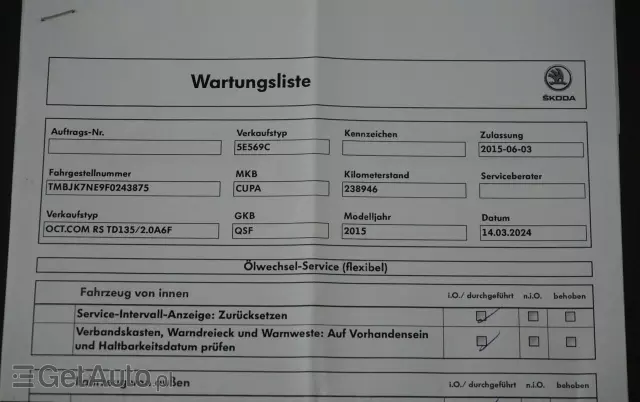 Wartungsliste
ŠKODA
Auftrags-Nr. Verkaufstyp Kennzeichen Zulassung
5E569C 2015-06-03
Fahrgestellnummer MKB Kilometerstand Serviceberater
TMBJK7NE9F0243875 CUPA 238946
Verkaufstyp GKB Modelljahr Datum
OCT.COM RS TD135/2.0A6F QSF 2015 14.03.2024
Ölwechsel-Service (flexibel)
Fahrzeug von innen i.O./ durchgeführt n.i.O. behoben
Service-Intervall-Anzeige: Zurücksetzen
Verbandskasten, Warndreieck und Warnweste: Auf Vorhandensein
und Haltbarkeitsdatum prüfen
Fahrzeug von außen i.O./ durchgeführt n.i.O. behoben
GetAuto.pl